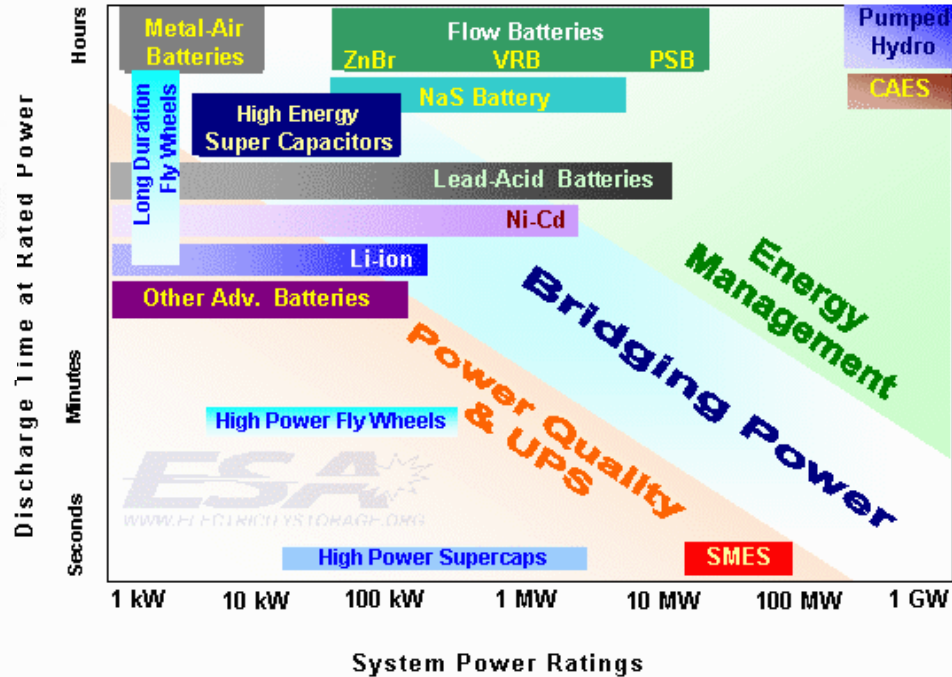 Hours
Minutes
Seconds
Discharge Time at Rated Power
Metal-Air
Batteries
Flow Batteries
ZnBr VRB PSB
Pumped
Hydro
CAES
NaS Battery
Long Duration
Fly Wheels
High Energy
Super Capacitors
Lead-Acid Batteries
Ni-Cd
Li-ion
Other Adv. Batteries
Energy
Management
Bridging Power
Power Quality
& UPS
High Power Fly Wheels
ESA
WWW.ELECTRICITYSTORAGE.ORG
High Power Supercaps
SMES
1 kW 10 kW 100 kW 1 MW 10 MW 100 MW 1 GW
System Power Ratings